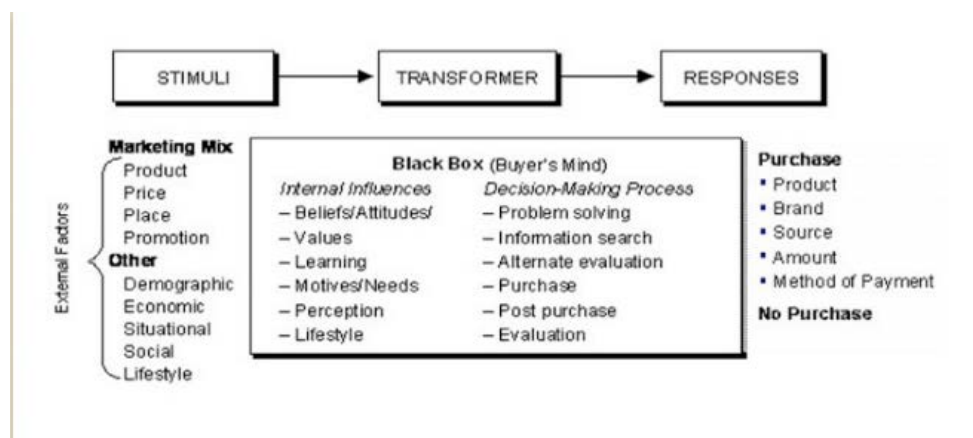 STIMULI
TRANSFORMER
RESPONSES
External Factors
Marketing Mix
Product
Price
Place
Promotion
Other
Demographic
Economic
Situational
Social
Lifestyle
Black Box (Buyer's Mind)
Internal Influences
– Beliefs/Attitudes/
– Values
– Learning
– Motives/Needs
– Perception
– Lifestyle
Decision-Making Process
– Problem solving
– Information search
– Alternate evaluation
– Purchase
– Post purchase
– Evaluation
Purchase
▪ Product
▪ Brand
▪ Source
▪ Amount
▪ Method of Payment
No Purchase